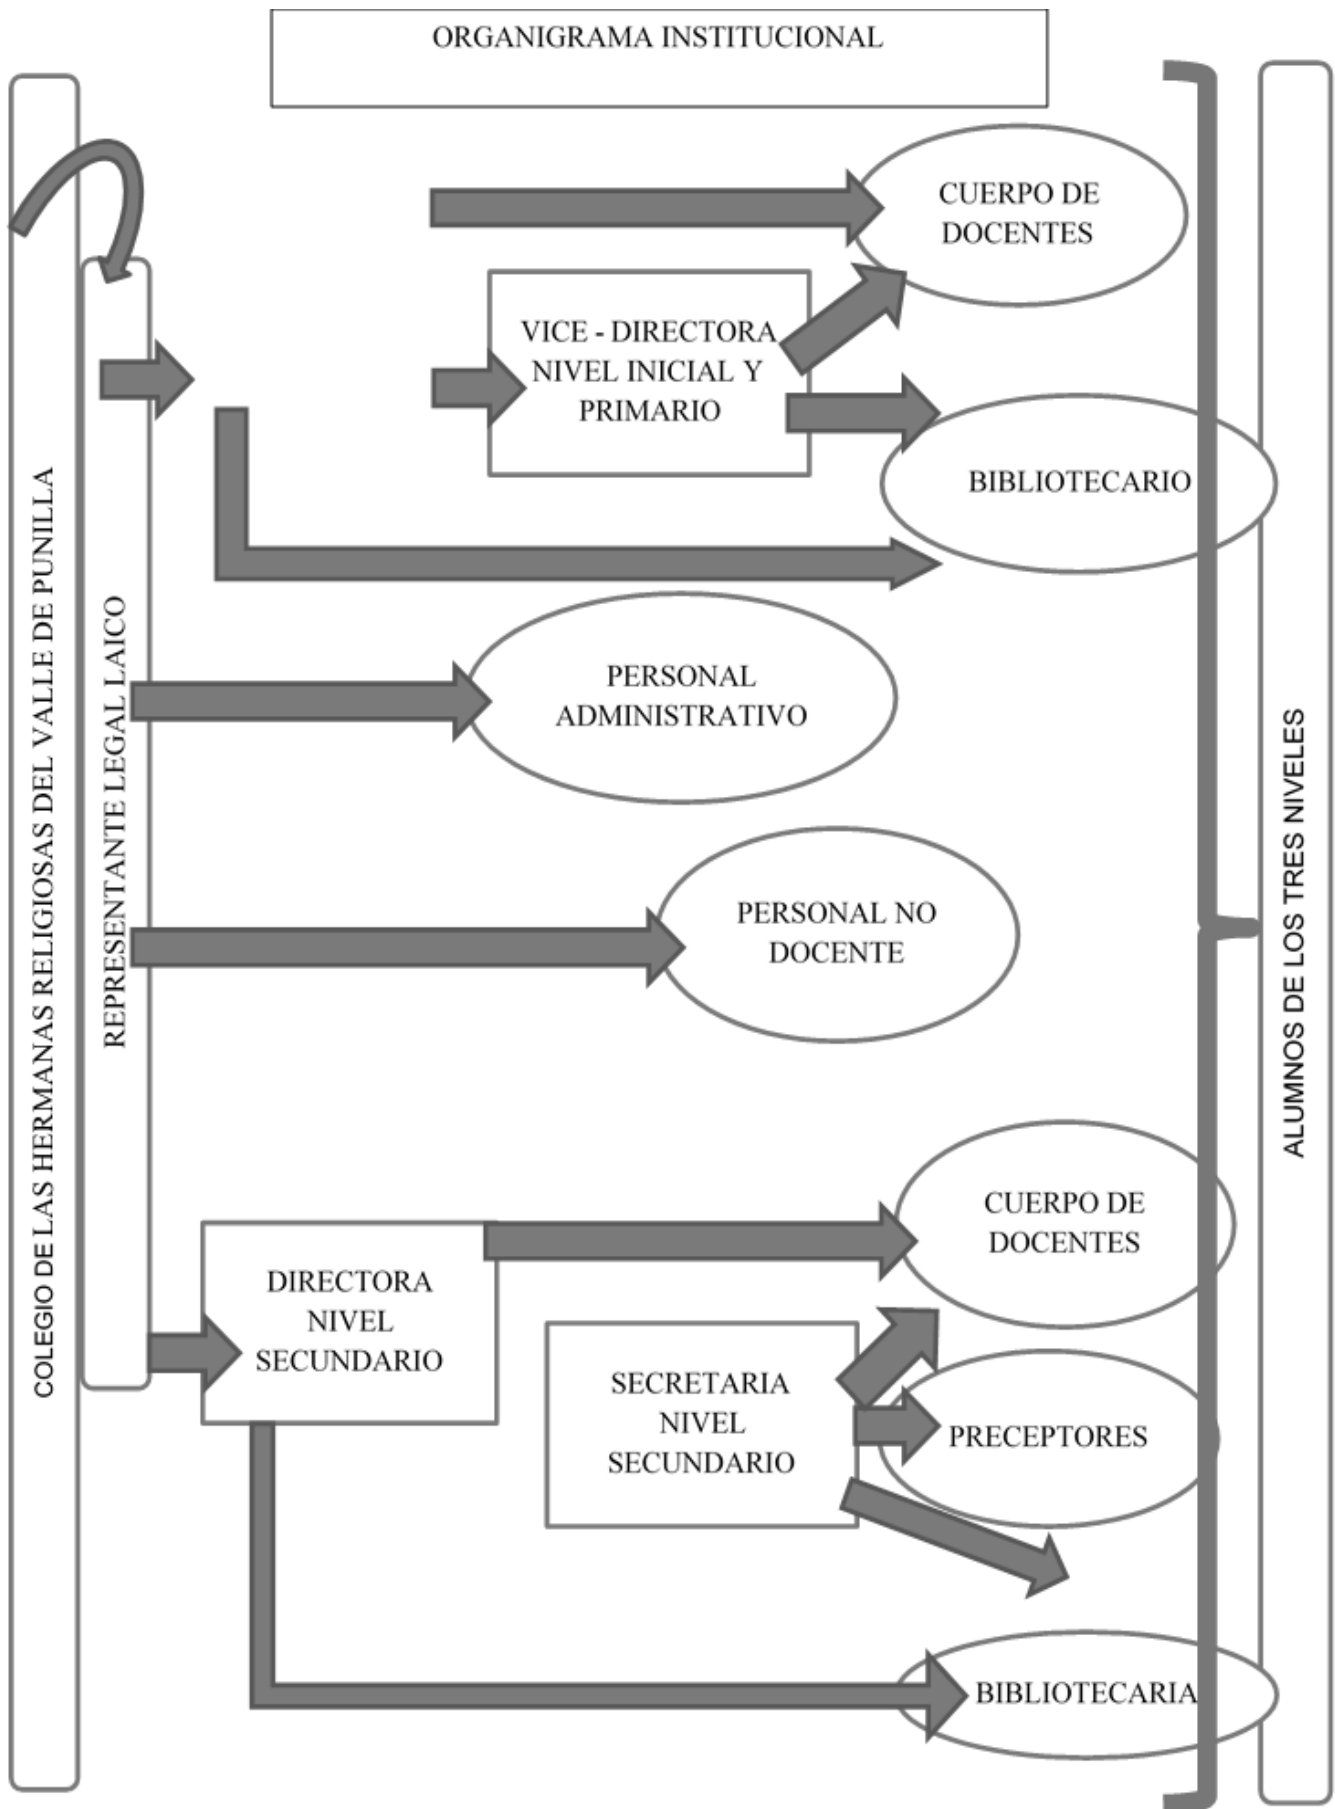 ORGANIGRAMA INSTITUCIONAL
COLEGIO DE LAS HERMANAS RELIGIOSAS DEL VALLE DE PUNILLA
REPRESENTANTE LEGAL LAICO
CUERPO DE
DOCENTES
VICE - DIRECTORA
NIVEL INICIAL Y
PRIMARIO
BIBLIOTECARIO
PERSONAL
ADMINISTRATIVO
PERSONAL NO
DOCENTE
CUERPO DE
DOCENTES
DIRECTORA
NIVEL
SECUNDARIO
SECRETARIA
NIVEL
SECUNDARIO
PRECEPTORES
BIBLIOTECARIA
ALUMNOS DE LOS TRES NIVELES